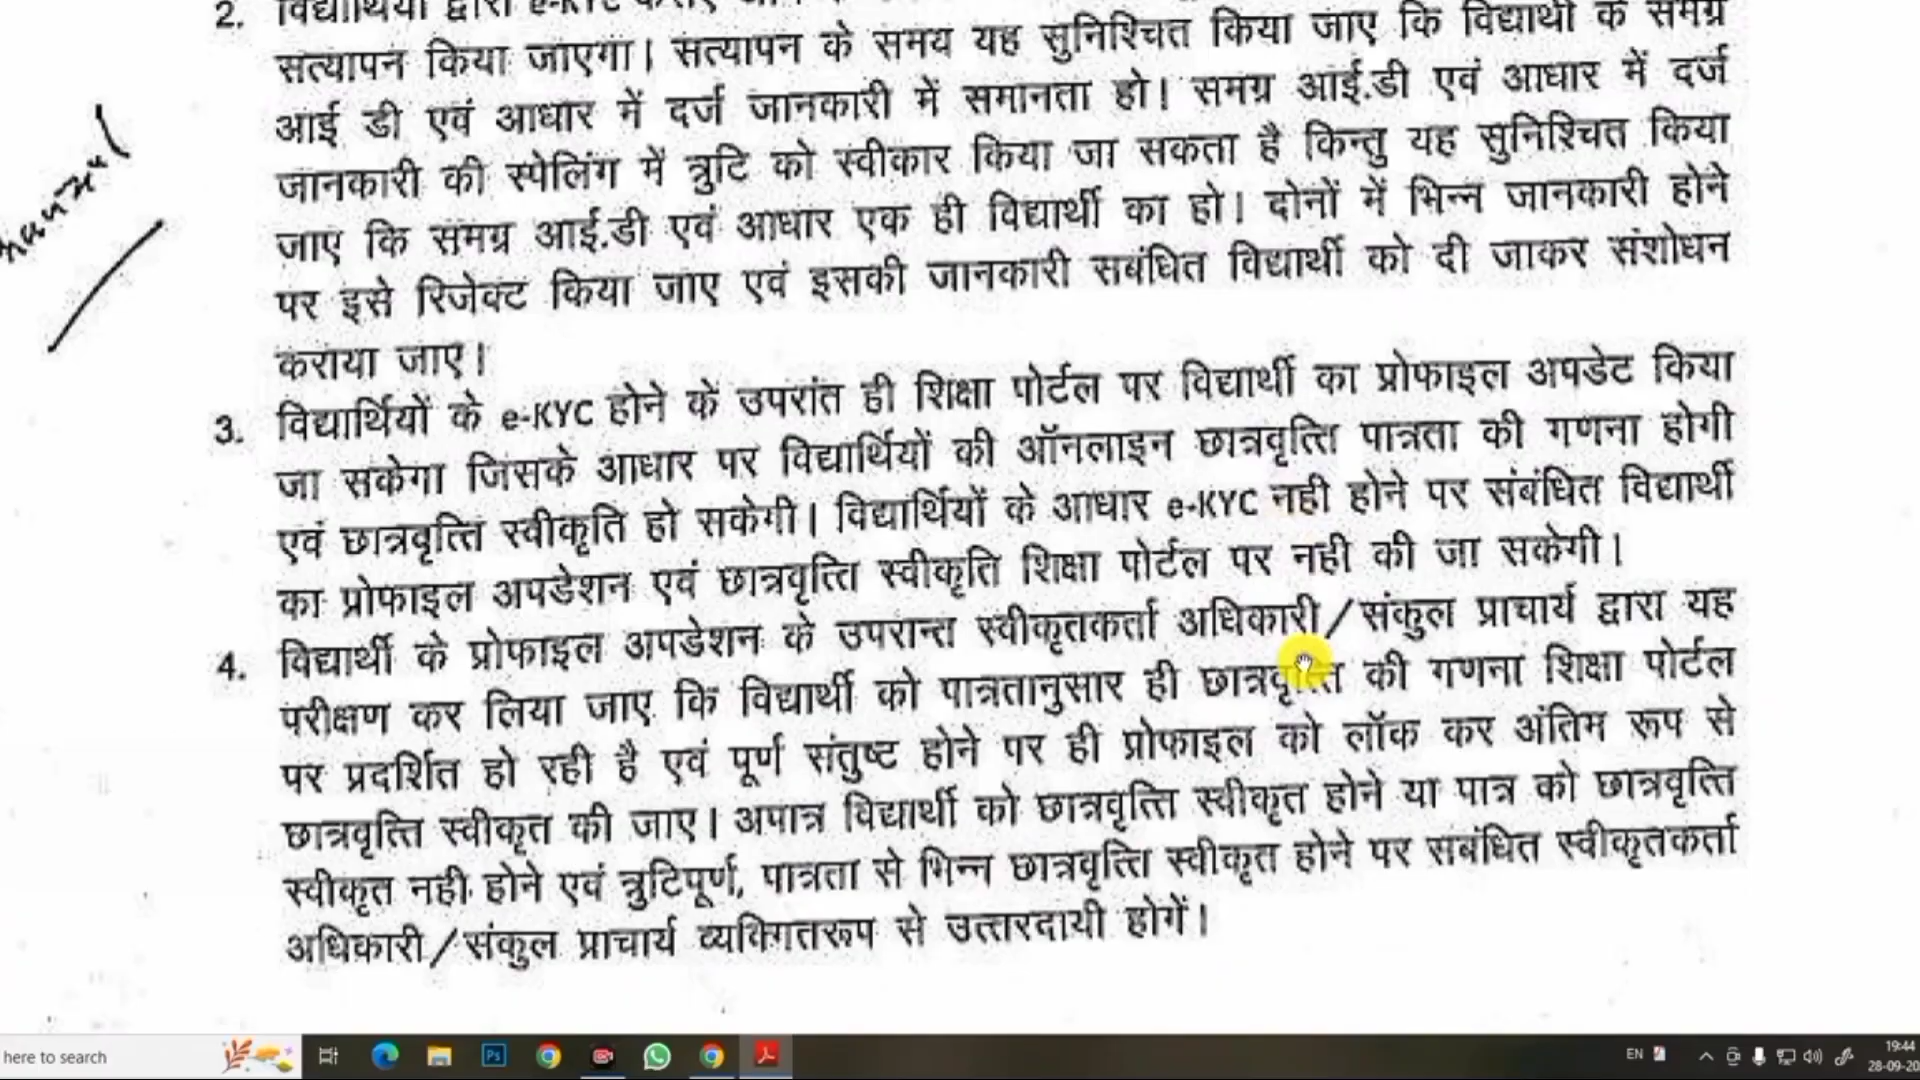 2. विद्यार्थियों द्वारा e-KYC
सत्यापन किया जाएगा। सत्यापन के समय यह सुनिश्चित किया जाए कि विद्यार्थी के समग्र
आई डी एवं आधार में दर्ज जानकारी में समानता हो। समग्र आई.डी एवं आधार में दर्ज
जानकारी की स्पेलिंग में त्रुटि को स्वीकार किया जा सकता है किन्तु यह सुनिश्चित किया
जाए कि समग्र आई.डी एवं आधार एक ही विद्यार्थी का हो। दोनों में भिन्न जानकारी होने
पर इसे रिजेक्ट किया जाए एवं इसकी जानकारी सबंधित विद्यार्थी को दी जाकर संशोधन
कराया जाए।
3. विद्यार्थियों के e-KYC होने के उपरांत ही शिक्षा पोर्टल पर विद्यार्थी का प्रोफाइल अपडेट किया
जा सकेगा जिसके आधार पर विद्यार्थियों की ऑनलाइन छात्रवृत्ति पात्रता की गणना होगी
एवं छात्रवृत्ति स्वीकृति हो सकेगी। विद्यार्थियों के आधार e-KYC नही होने पर संबंधित विद्यार्थी
का प्रोफाइल अपडेशन एवं छात्रवृत्ति स्वीकृति शिक्षा पोर्टल पर नही की जा सकेगी।
4. विद्यार्थी के प्रोफाइल अपडेशन के उपरान्त स्वीकृतकर्ता अधिकारी/संकुल प्राचार्य द्वारा यह
परीक्षण कर लिया जाए कि विद्यार्थी को पात्रतानुसार ही छात्रवृत्ति की गणना शिक्षा पोर्टल
पर प्रदर्शित हो रही है एवं पूर्ण संतुष्ट होने पर ही प्रोफाइल को लॉक कर अंतिम रूप से
छात्रवृत्ति स्वीकृत की जाए। अपात्र विद्यार्थी को छात्रवृत्ति स्वीकृत होने या पात्र को छात्रवृत्ति
स्वीकृत नही होने एवं त्रुटिपूर्ण, पात्रता से भिन्न छात्रवृत्ति स्वीकृत होने पर सबंधित स्वीकृतकर्ता
अधिकारी/संकुल प्राचार्य व्यक्तिगतरूप से उत्तरदायी होगें।
here to search
Ps
EN
19:44
28-09-20